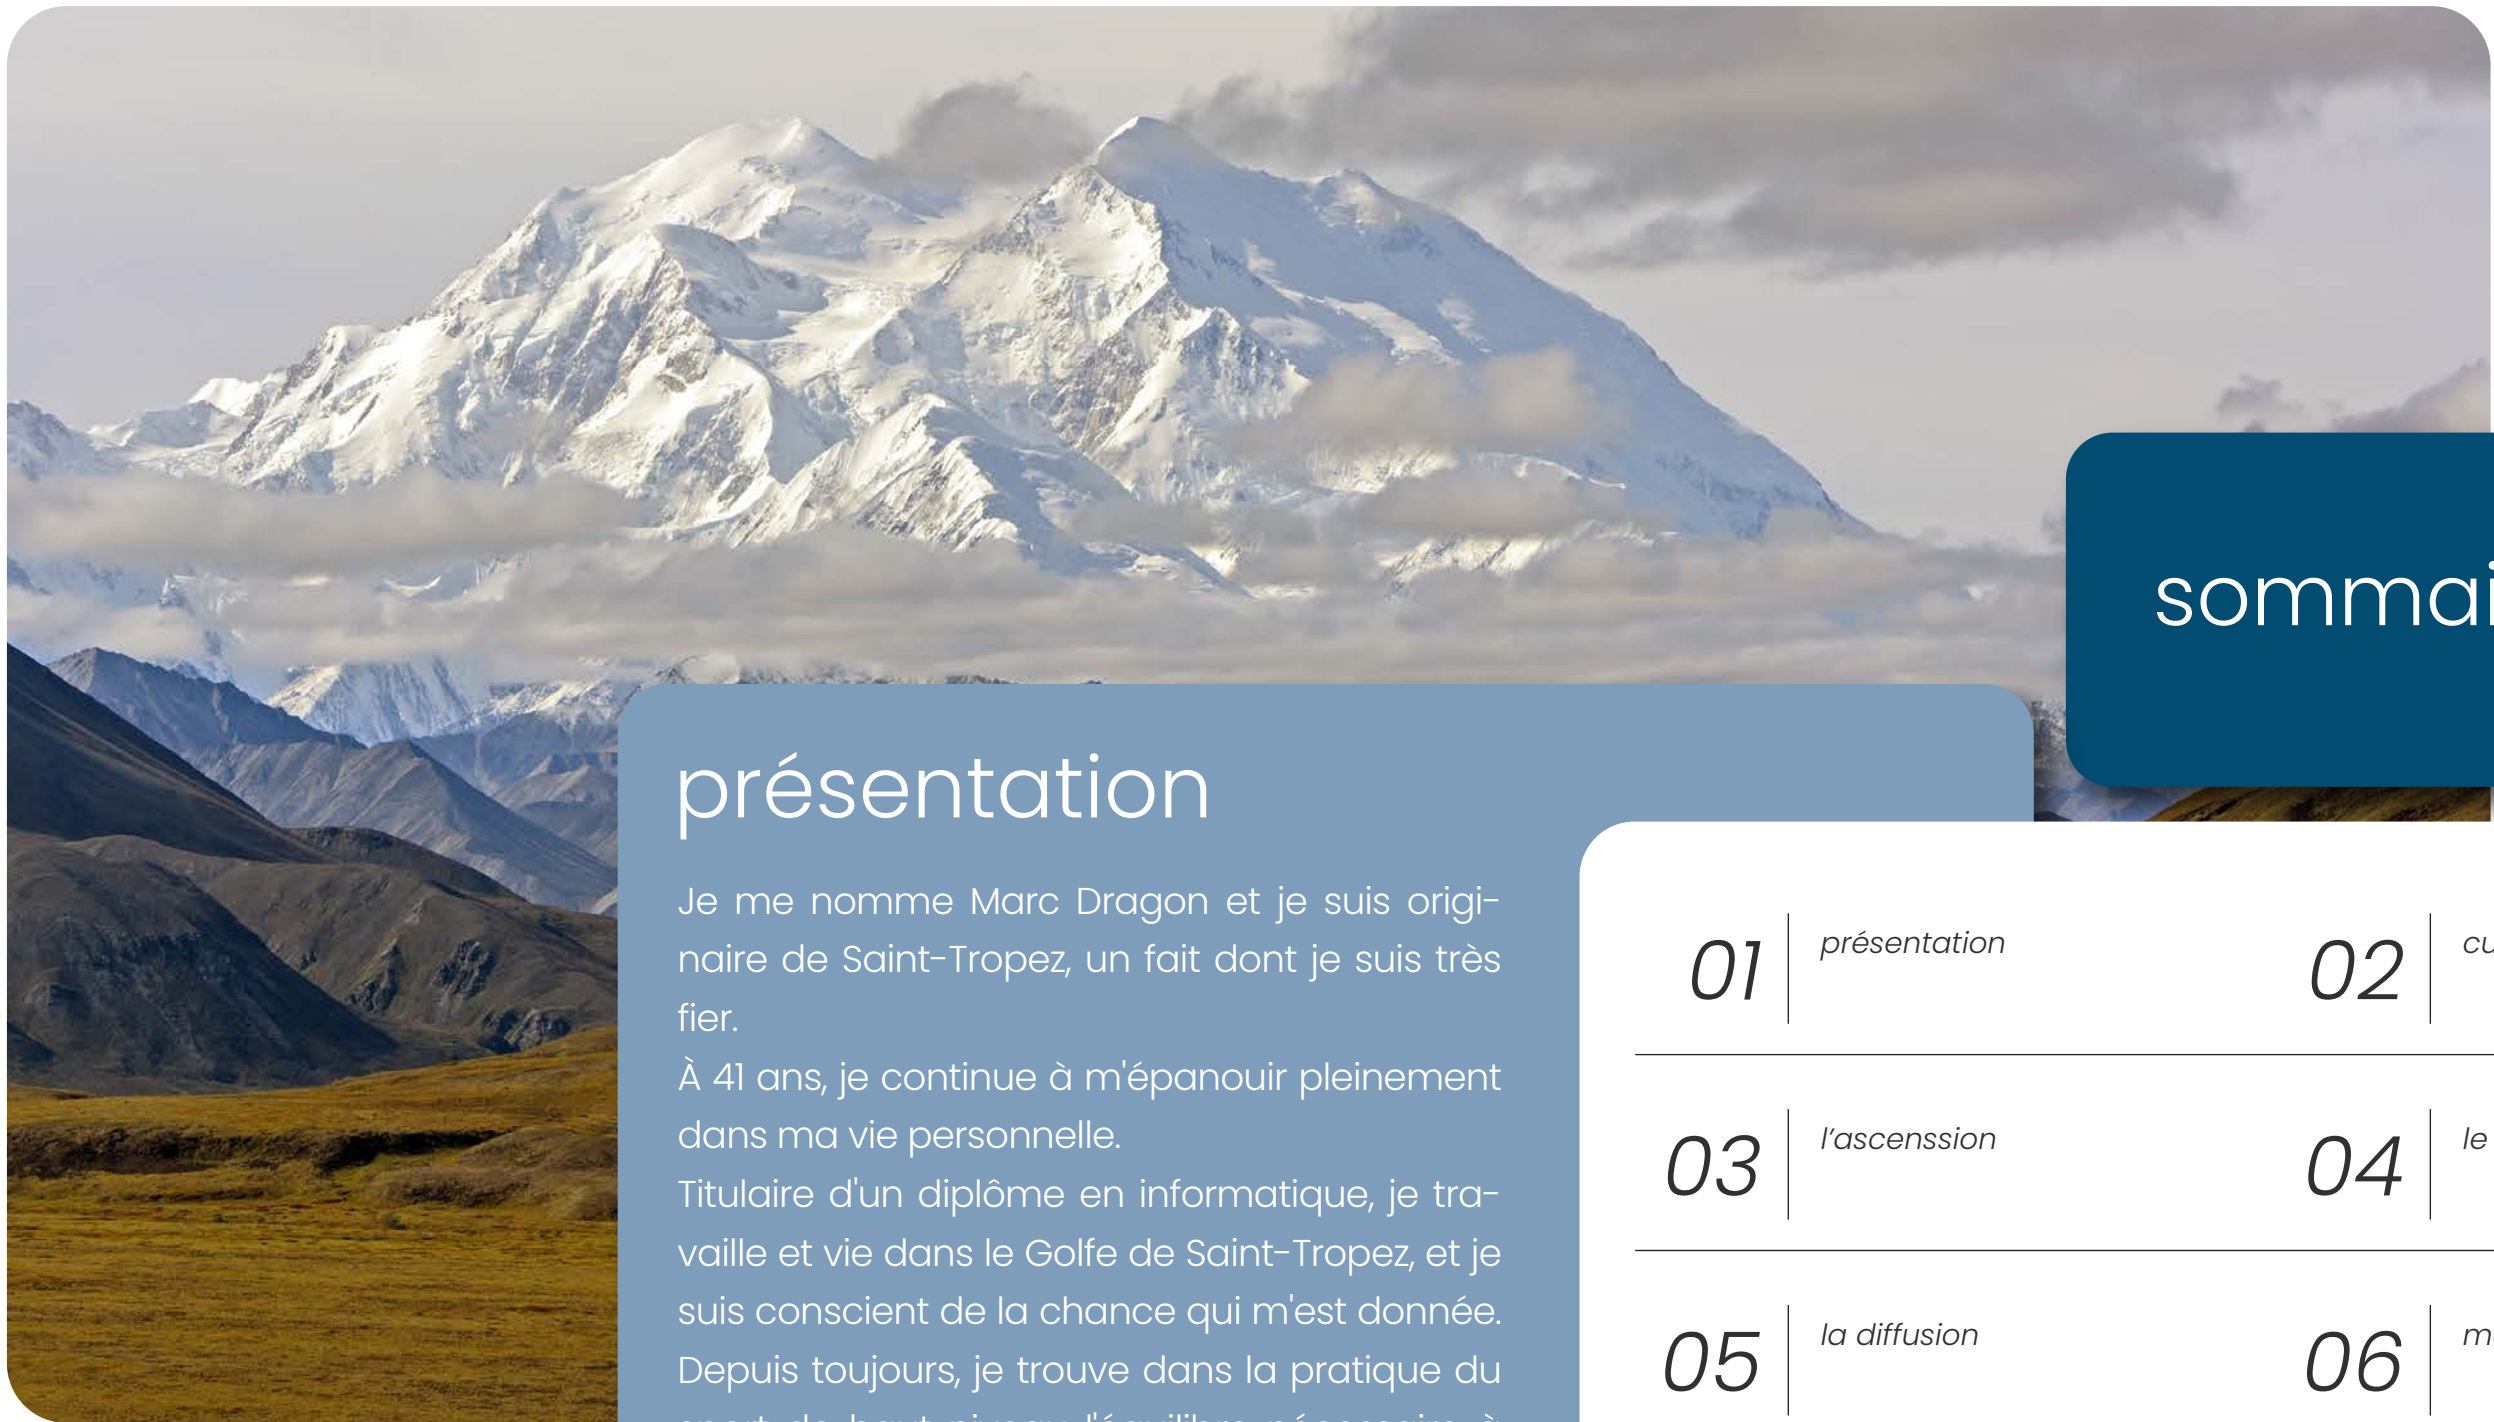 sommai
présentation
Je me nomme Marc Dragon et je suis origi-
naire de Saint-Tropez, un fait dont je suis très
fier.
À 41 ans, je continue à m'épanouir pleinement
dans ma vie personnelle.
Titulaire d'un diplôme en informatique, je tra-
vaille et vie dans le Golfe de Saint-Tropez, et je
suis conscient de la chance qui m'est donnée.
Depuis toujours, je trouve dans la pratique du
01 présentation
02 cu
03 l’ascenssion
04 le
05 la diffusion
06 m